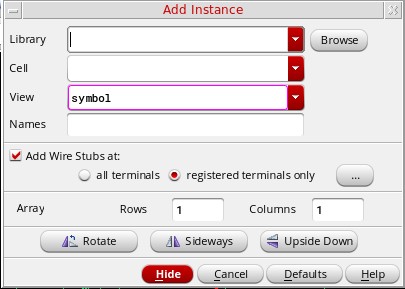 Add Instance
Library Browse
Cell
View symbol
Names
Add Wire Stubs at:
all terminals registered terminals only ...
Array Rows 1 Columns 1
Rotate Sideways Upside Down
Hide Cancel Defaults Help